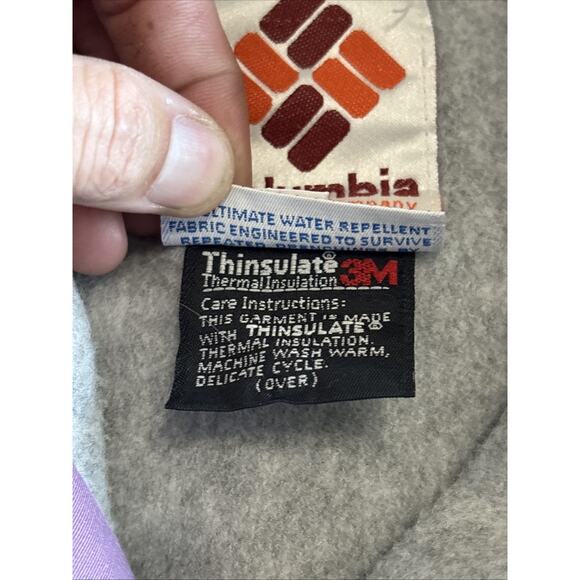 ULTIMATE WATER REPELLENT
FABRIC ENGINEERED TO SURVIVE
Thinsulate® 3M
Thermal Insulation
Care Instructions:
THIS GARMENT IS MADE
WITH THINSULATE®
THERMAL INSULATION.
MACHINE WASH WARM,
DELICATE CYCLE.
(OVER)